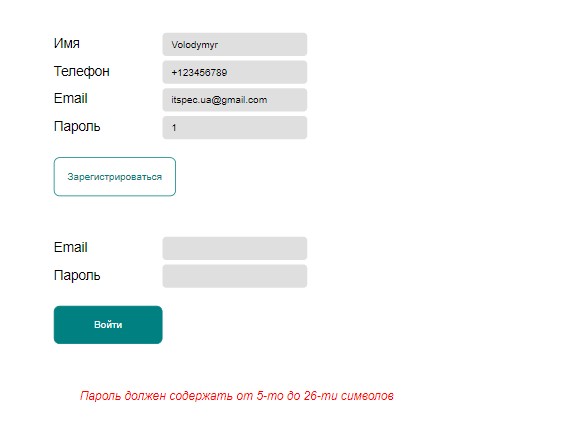 Имя Volodymyr
Телефон +123456789
Email itspec.ua@gmail.com
Пароль 1
Зарегистрироваться
Email
Пароль
Войти
Пароль должен содержать от 5-то до 26-ти символов